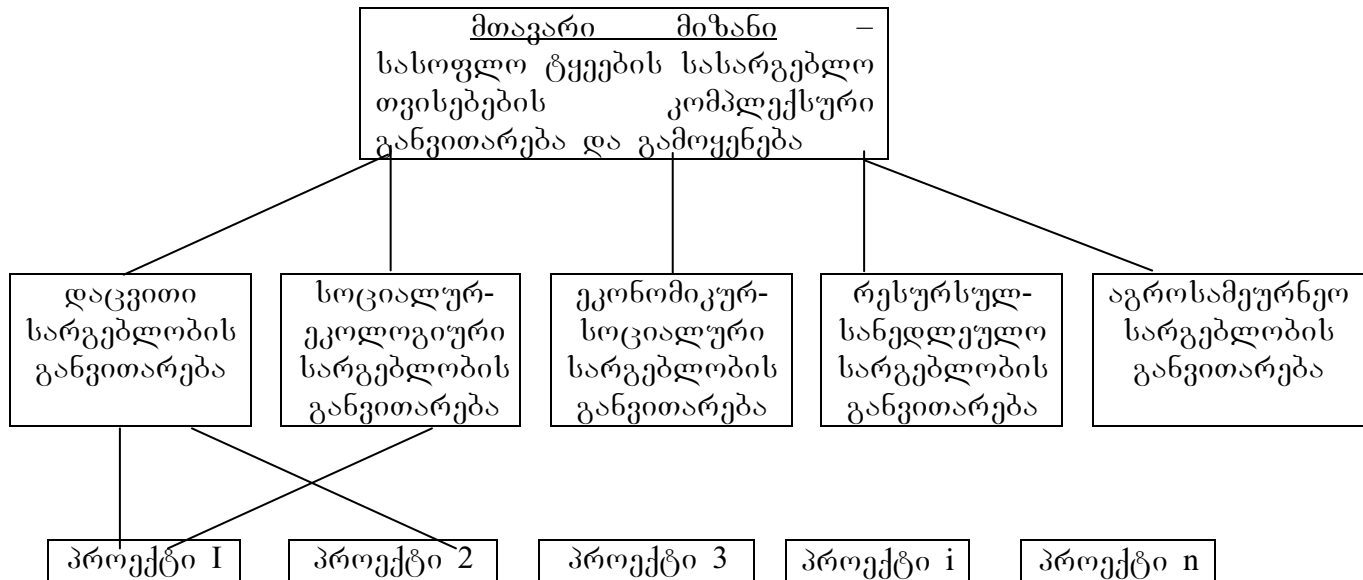 მთავარი მიზანი –
სასოფლო ტყეების სასარგებლო
თვისებების კომპლექსური
განვითარება და გამოყენება
დაცვითი
სარგებლობის
განვითარება
სოციალურ-
ეკოლოგიური
სარგებლობის
განვითარება
ეკონომიკურ-
სოციალური
სარგებლობის
განვითარება
რესურსულ-
სანედლეულო
სარგებლობის
განვითარება
აგროსამეურნეო
სარგებლობის
განვითარება
პროექტი I
პროექტი 2
პროექტი 3
პროექტი i
პროექტი n